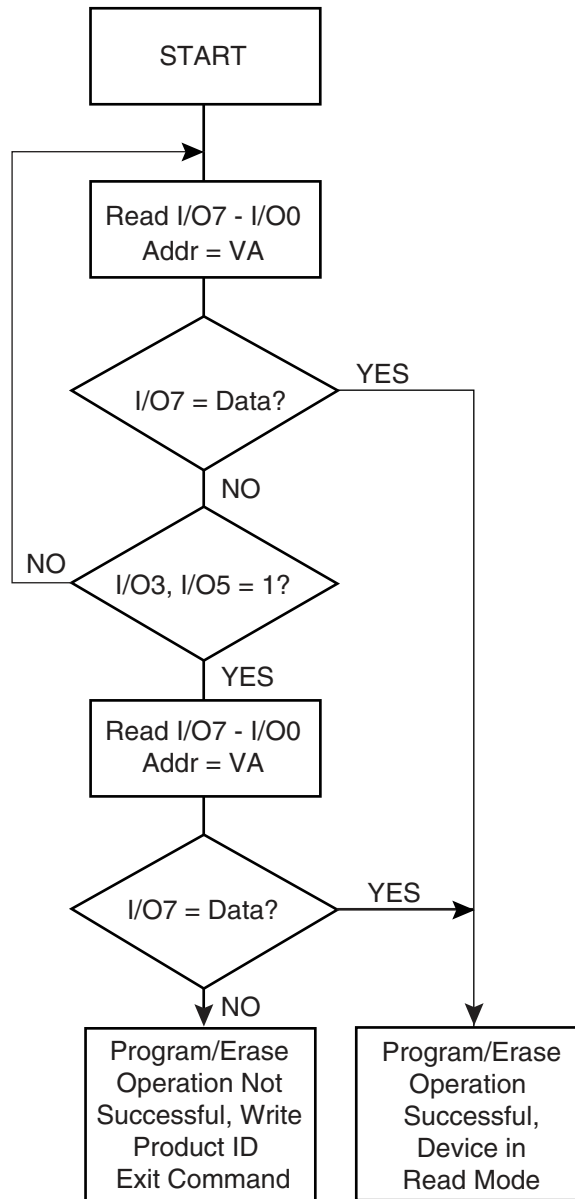 START
Read I/O7 - I/O0
Addr = VA
I/O7 = Data?
YES
NO
NO
I/O3, I/O5 = 1?
YES
Read I/O7 - I/O0
Addr = VA
I/O7 = Data?
YES
NO
Program/Erase
Operation Not
Successful, Write
Product ID
Exit Command
Program/Erase
Operation
Successful,
Device in
Read Mode